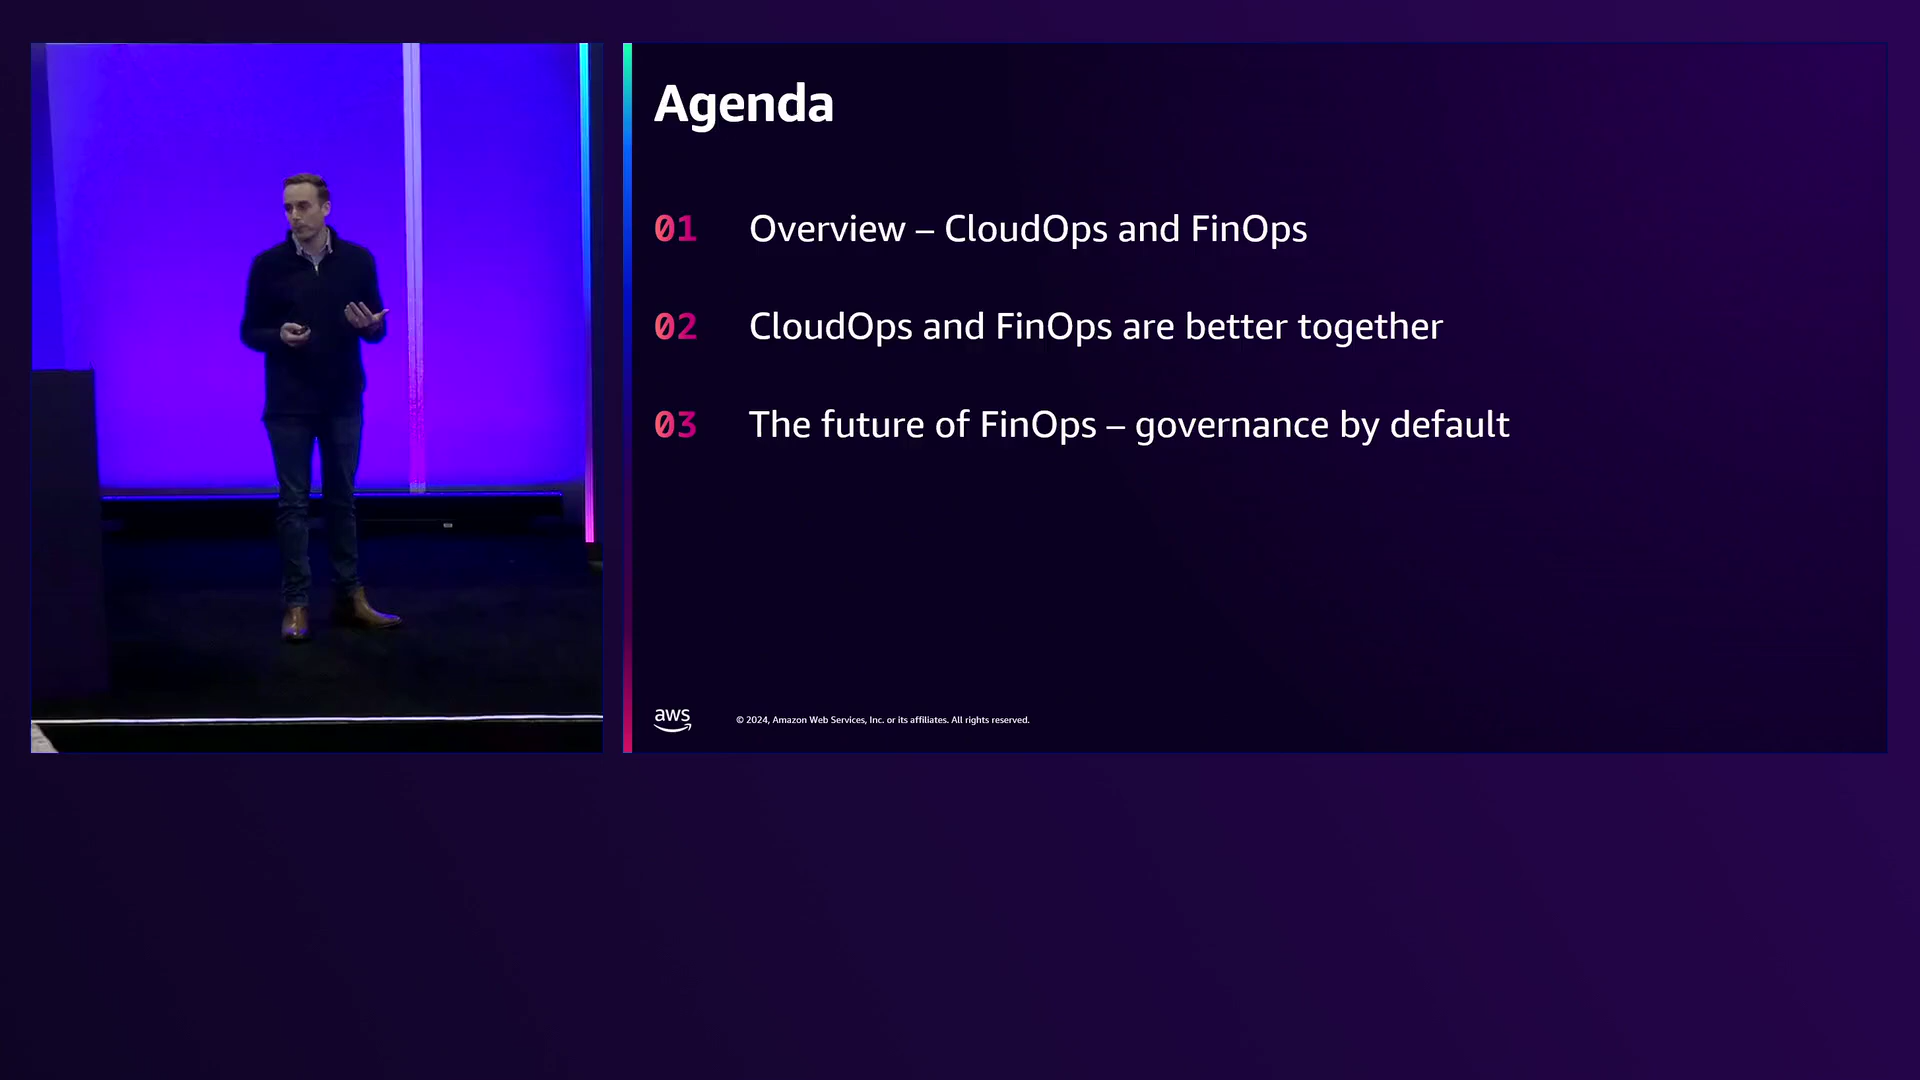 Agenda
01 Overview – CloudOps and FinOps
02 CloudOps and FinOps are better together
03 The future of FinOps – governance by default
aws
© 2024, Amazon Web Services, Inc. or its affiliates. All rights reserved.